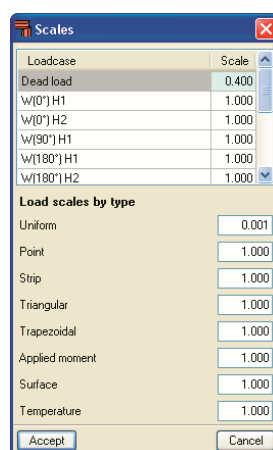 Scales
Loadcase Scale
Dead load 0.400
W(0°) H1 1.000
W(0°) H2 1.000
W(90°) H1 1.000
W(180°) H1 1.000
W(180°) H2 1.000
Load scales by type
Uniform 0.001
Point 1.000
Strip 1.000
Triangular 1.000
Trapezoidal 1.000
Applied moment 1.000
Surface 1.000
Temperature 1.000
Accept Cancel